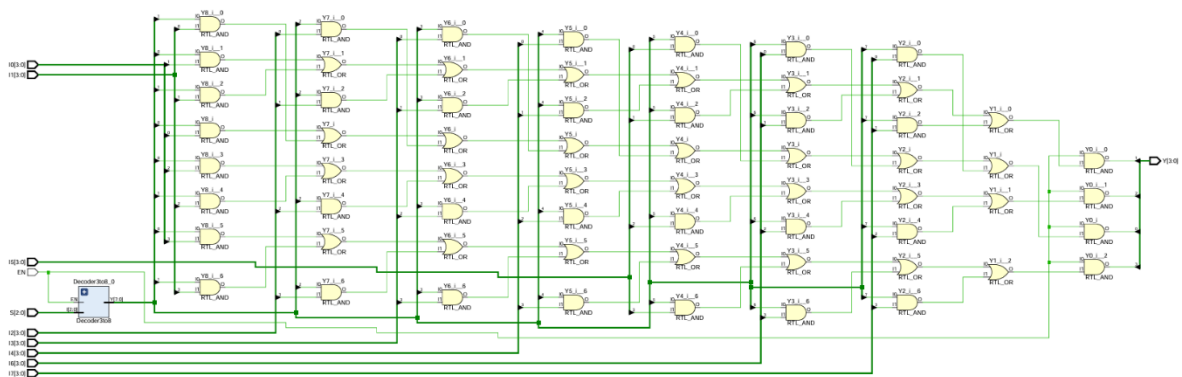 I0[3:0]
I1[3:0]
I5[3:0]
EN
S[2:0]
I2[3:0]
I3[3:0]
I4[3:0]
I6[3:0]
I7[3:0]
Decoder3to8_0
EN
S[2:0]
Y[7:0]
Decoder3to8
Y8_i__0
RTL_AND
Y8_i__1
RTL_AND
Y8_i__2
RTL_AND
Y8_i
RTL_AND
Y8_i__3
RTL_AND
Y8_i__4
RTL_AND
Y8_i__5
RTL_AND
Y8_i__6
RTL_AND
Y7_i__0
RTL_AND
Y7_i__1
RTL_OR
Y7_i__2
RTL_AND
Y7_i
RTL_OR
Y7_i__3
RTL_OR
Y7_i__4
RTL_AND
Y7_i__5
RTL_OR
Y7_i__6
RTL_AND
Y6_i__0
RTL_AND
Y6_i__1
RTL_OR
Y6_i__2
RTL_AND
Y6_i
RTL_OR
Y6_i__3
RTL_OR
Y6_i__4
RTL_AND
Y6_i__5
RTL_OR
Y6_i__6
RTL_AND
Y5_i__0
RTL_AND
Y5_i__1
RTL_OR
Y5_i__2
RTL_AND
Y5_i
RTL_OR
Y5_i__3
RTL_OR
Y5_i__4
RTL_AND
Y5_i__5
RTL_OR
Y5_i__6
RTL_AND
Y4_i__0
RTL_AND
Y4_i__1
RTL_OR
Y4_i__2
RTL_AND
Y4_i
RTL_OR
Y4_i__3
RTL_OR
Y4_i__4
RTL_AND
Y4_i__5
RTL_OR
Y4_i__6
RTL_AND
Y3_i__0
RTL_AND
Y3_i__1
RTL_OR
Y3_i__2
RTL_AND
Y3_i
RTL_OR
Y3_i__3
RTL_OR
Y3_i__4
RTL_AND
Y3_i__5
RTL_OR
Y3_i__6
RTL_AND
Y2_i__0
RTL_AND
Y2_i__1
RTL_OR
Y2_i__2
RTL_AND
Y2_i
RTL_OR
Y2_i__3
RTL_OR
Y2_i__4
RTL_AND
Y2_i__5
RTL_OR
Y2_i__6
RTL_AND
Y1_i__0
RTL_OR
Y1_i
RTL_OR
Y1_i__1
RTL_OR
Y1_i__2
RTL_OR
Y0_i__0
RTL_AND
Y0_i__1
RTL_AND
Y0_i
RTL_AND
Y0_i__2
RTL_AND
Y[3:0]